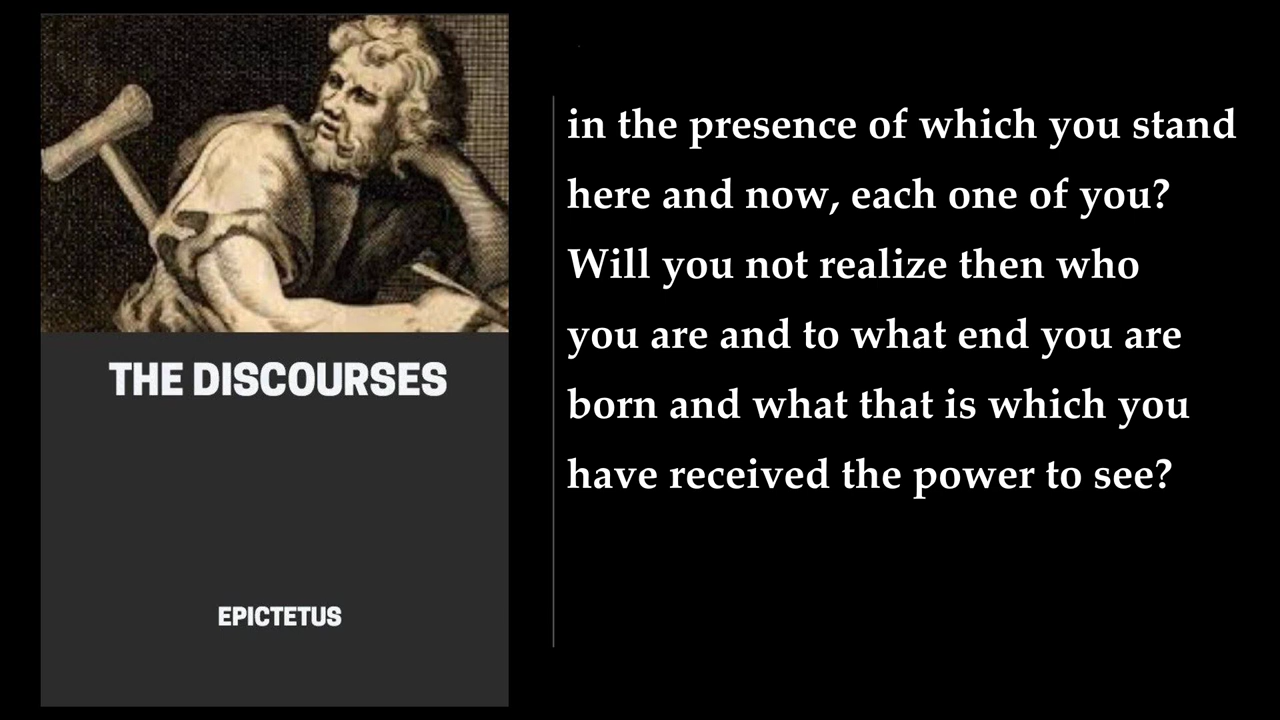 THE DISCOURSES
EPICTETUS
in the presence of which you stand
here and now, each one of you?
Will you not realize then who
you are and to what end you are
born and what that is which you
have received the power to see?